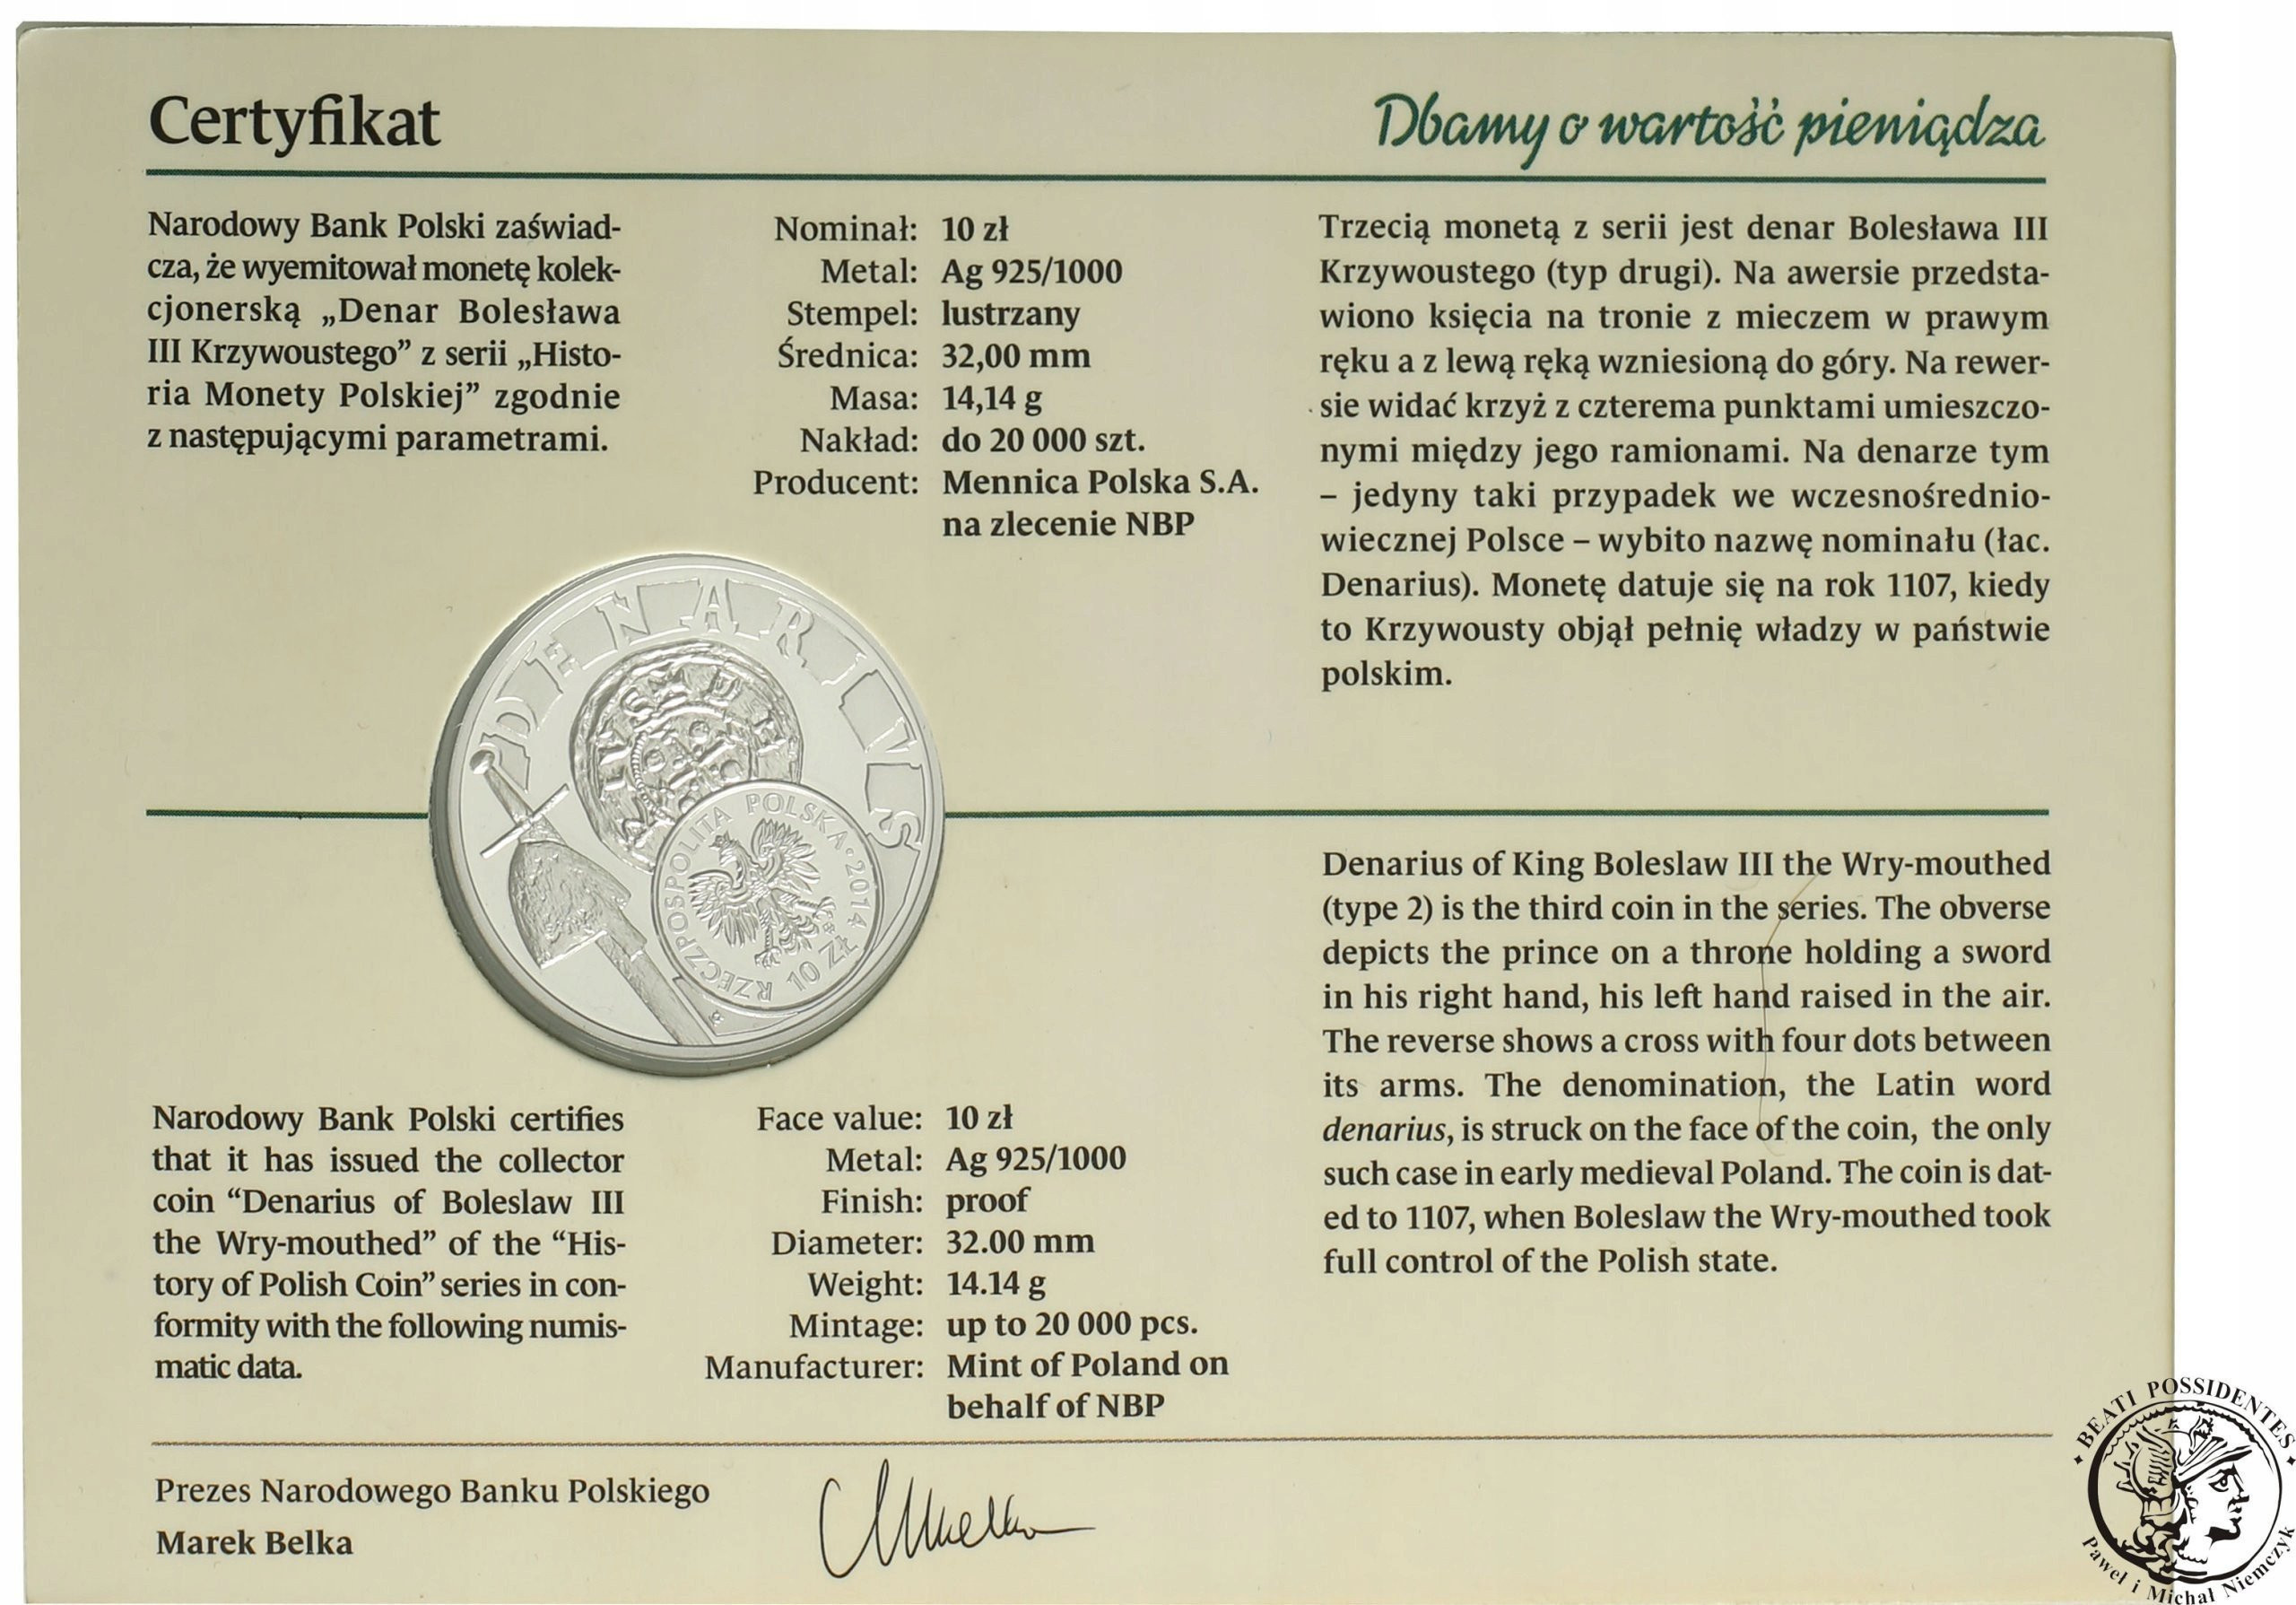 Certyfikat
Dbamy o wartość pieniądza
Narodowy Bank Polski zaświad-
cza, że wyemitował monetę kolek-
cjonerską „Denar Bolesława
III Krzywoustego” z serii „Histo-
ria Monety Polskiej” zgodnie
z następującymi parametrami.
Nominał: 10 zł
Metal: Ag 925/1000
Stempel: lustrzany
Średnica: 32,00 mm
Masa: 14,14 g
Nakład: do 20 000 szt.
Producent: Mennica Polska S.A.
na zlecenie NBP
Trzecią monetą z serii jest denar Bolesława III
Krzywoustego (typ drugi). Na awersie przedsta-
wiono księcia na tronie z mieczem w prawym
ręku a z lewą ręką wzniesioną do góry. Na rewer-
sie widać krzyż z czterema punktami umieszczo-
nymi między jego ramionami. Na denarze tym
– jedyny taki przypadek we wczesnośrednio-
wiecznej Polsce – wybito nazwę nominału (łac.
Denarius). Monetę datuje się na rok 1107, kiedy
to Krzywousty objął pełnię władzy w państwie
polskim.
DENARIVS
RZECZPOSPOLITA POLSKA · 2014
10 ZŁ
Narodowy Bank Polski certifies
that it has issued the collector
coin “Denarius of Boleslaw III
the Wry-mouthed” of the “His-
tory of Polish Coin” series in con-
formity with the following numis-
matic data.
Face value: 10 zł
Metal: Ag 925/1000
Finish: proof
Diameter: 32.00 mm
Weight: 14.14 g
Mintage: up to 20 000 pcs.
Manufacturer: Mint of Poland on
behalf of NBP
Denarius of King Boleslaw III the Wry-mouthed
(type 2) is the third coin in the series. The obverse
depicts the prince on a throne holding a sword
in his right hand, his left hand raised in the air.
The reverse shows a cross with four dots between
its arms. The denomination, the Latin word
denarius, is struck on the face of the coin, the only
such case in early medieval Poland. The coin is dat-
ed to 1107, when Boleslaw the Wry-mouthed took
full control of the Polish state.
Prezes Narodowego Banku Polskiego
Marek Belka
BEATI POSSIDENTES
Paweł i Michał Niemczyk